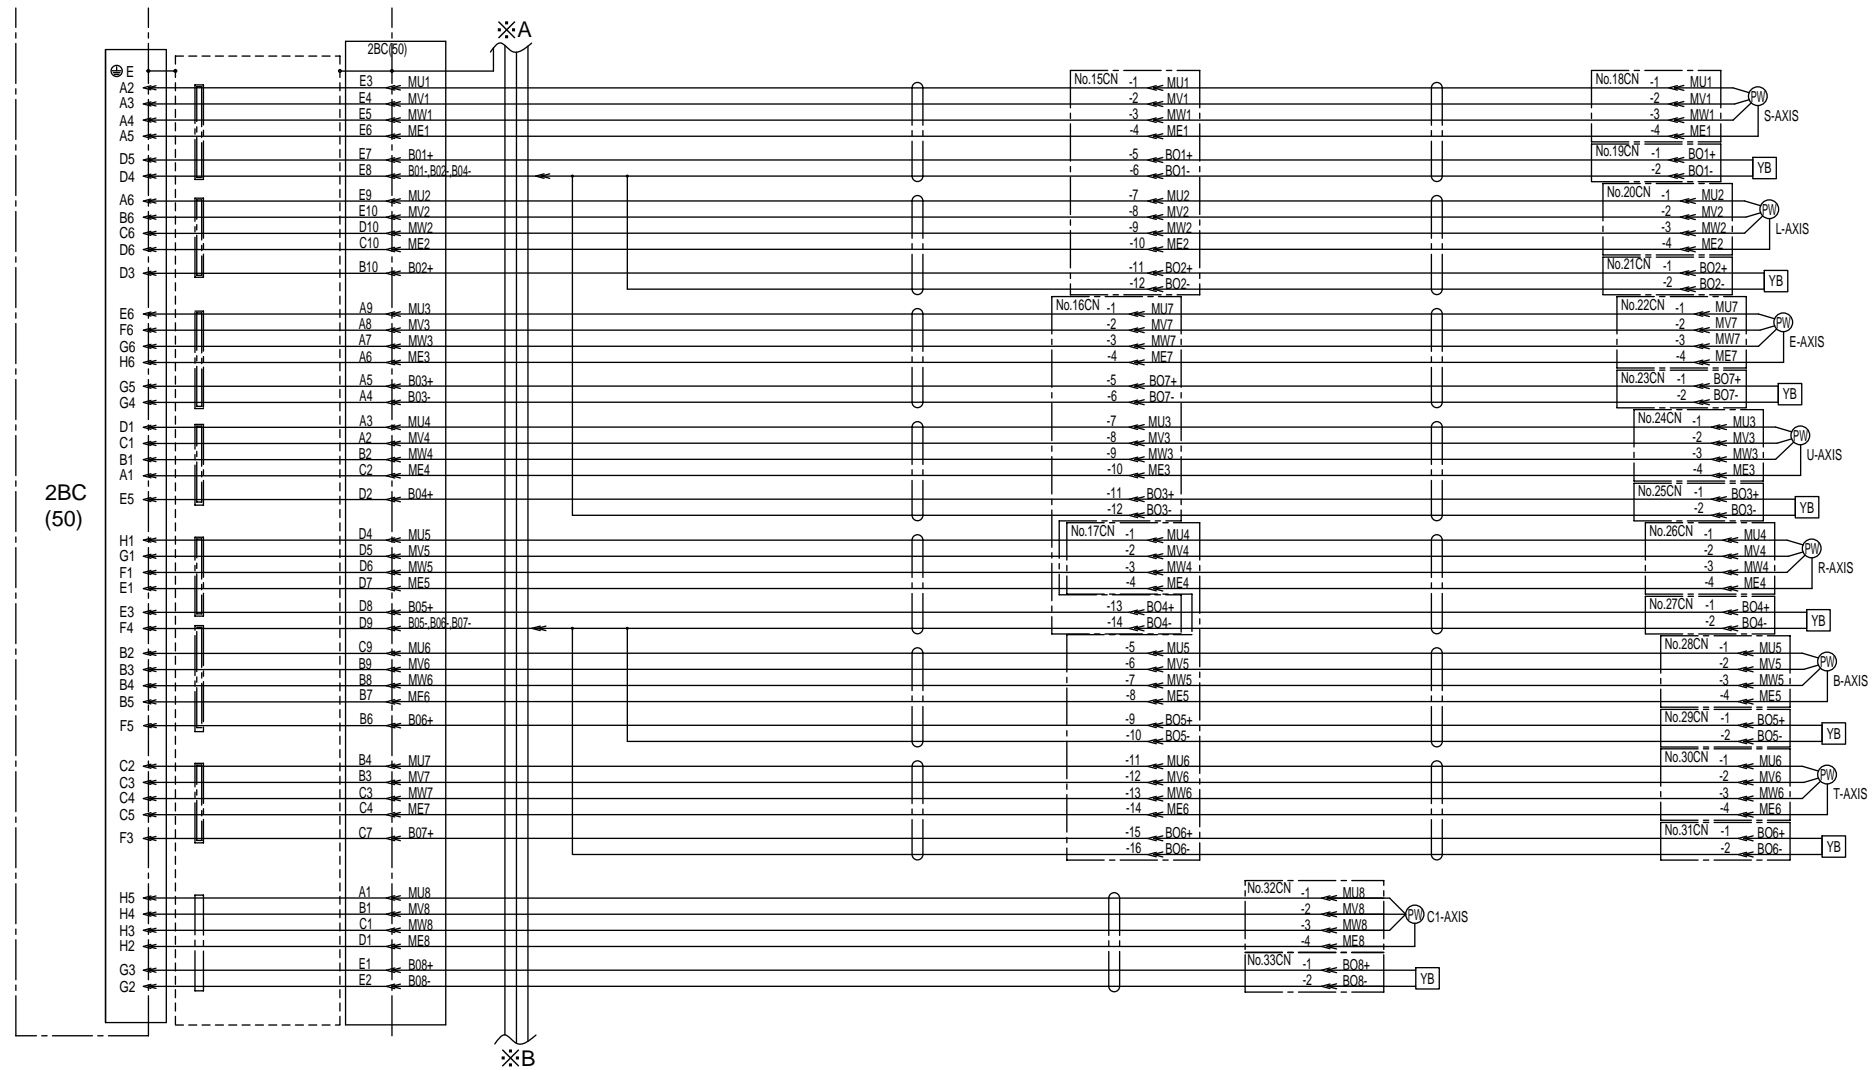 ※A
2BC(50)
E
A2 E3 MU1 No.15CN -1 MU1 No.18CN -1 MU1
A3 E4 MV1 -2 MV1 -2 MV1 PW
A4 E5 MW1 -3 MW1 -3 MW1 S-AXIS
A5 E6 ME1 -4 ME1 -4 ME1
D5 E7 B01+ -5 BO1+ No.19CN -1 BO1+
D4 E8 B01-,B02-,B04- -6 BO1- -2 BO1- YB
A6 E9 MU2 -7 MU2 No.20CN -1 MU2
B6 E10 MV2 -8 MV2 -2 MV2 PW
C6 D10 MW2 -9 MW2 -3 MW2 L-AXIS
D6 C10 ME2 -10 ME2 -4 ME2
D3 B10 B02+ -11 BO2+ No.21CN -1 BO2+
-12 BO2- -2 BO2- YB
E6 A9 MU3 No.16CN -1 MU7 No.22CN -1 MU7
F6 A8 MV3 -2 MV7 -2 MV7 PW
G6 A7 MW3 -3 MW7 -3 MW7 E-AXIS
H6 A6 ME3 -4 ME7 -4 ME7
G5 A5 B03+ -5 BO7+ No.23CN -1 BO7+
G4 A4 B03- -6 BO7- -2 BO7- YB
D1 A3 MU4 -7 MU3 No.24CN -1 MU3
C1 A2 MV4 -8 MV3 -2 MV3 PW
B1 B2 MW4 -9 MW3 -3 MW3 U-AXIS
A1 C2 ME4 -10 ME3 -4 ME3
2BC
(50)
E5 D2 B04+ -11 BO3+ No.25CN -1 BO3+
-12 BO3- -2 BO3- YB
H1 D4 MU5 No.17CN -1 MU4 No.26CN -1 MU4
G1 D5 MV5 -2 MV4 -2 MV4 PW
F1 D6 MW5 -3 MW4 -3 MW4 R-AXIS
E1 D7 ME5 -4 ME4 -4 ME4
E3 D8 B05+ -13 BO4+ No.27CN -1 BO4+
F4 D9 B05-,B06-,B07- -14 BO4- -2 BO4- YB
B2 C9 MU6 -5 MU5 No.28CN -1 MU5
B3 B9 MV6 -6 MV5 -2 MV5 PW
B4 B8 MW6 -7 MW5 -3 MW5 B-AXIS
B5 B7 ME6 -8 ME5 -4 ME5
F5 B6 B06+ -9 BO5+ No.29CN -1 BO5+
-10 BO5- -2 BO5- YB
C2 B4 MU7 -11 MU6 No.30CN -1 MU6
C3 B3 MV7 -12 MV6 -2 MV6 PW
C4 C3 MW7 -13 MW6 -3 MW6 T-AXIS
C5 C4 ME7 -14 ME6 -4 ME6
F3 C7 B07+ -15 BO6+ No.31CN -1 BO6+
-16 BO6- -2 BO6- YB
H5 A1 MU8 No.32CN -1 MU8
H4 B1 MV8 -2 MV8 PW C1-AXIS
H3 C1 MW8 -3 MW8
H2 D1 ME8 -4 ME8
G3 E1 B08+ No.33CN -1 BO8+
G2 E2 B08- -2 BO8- YB
※B